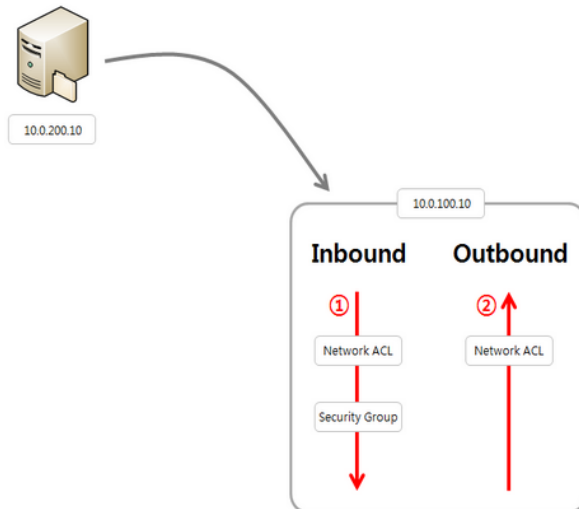 10.0.200.10
10.0.100.10
Inbound Outbound
① ②
Network ACL Network ACL
Security Group